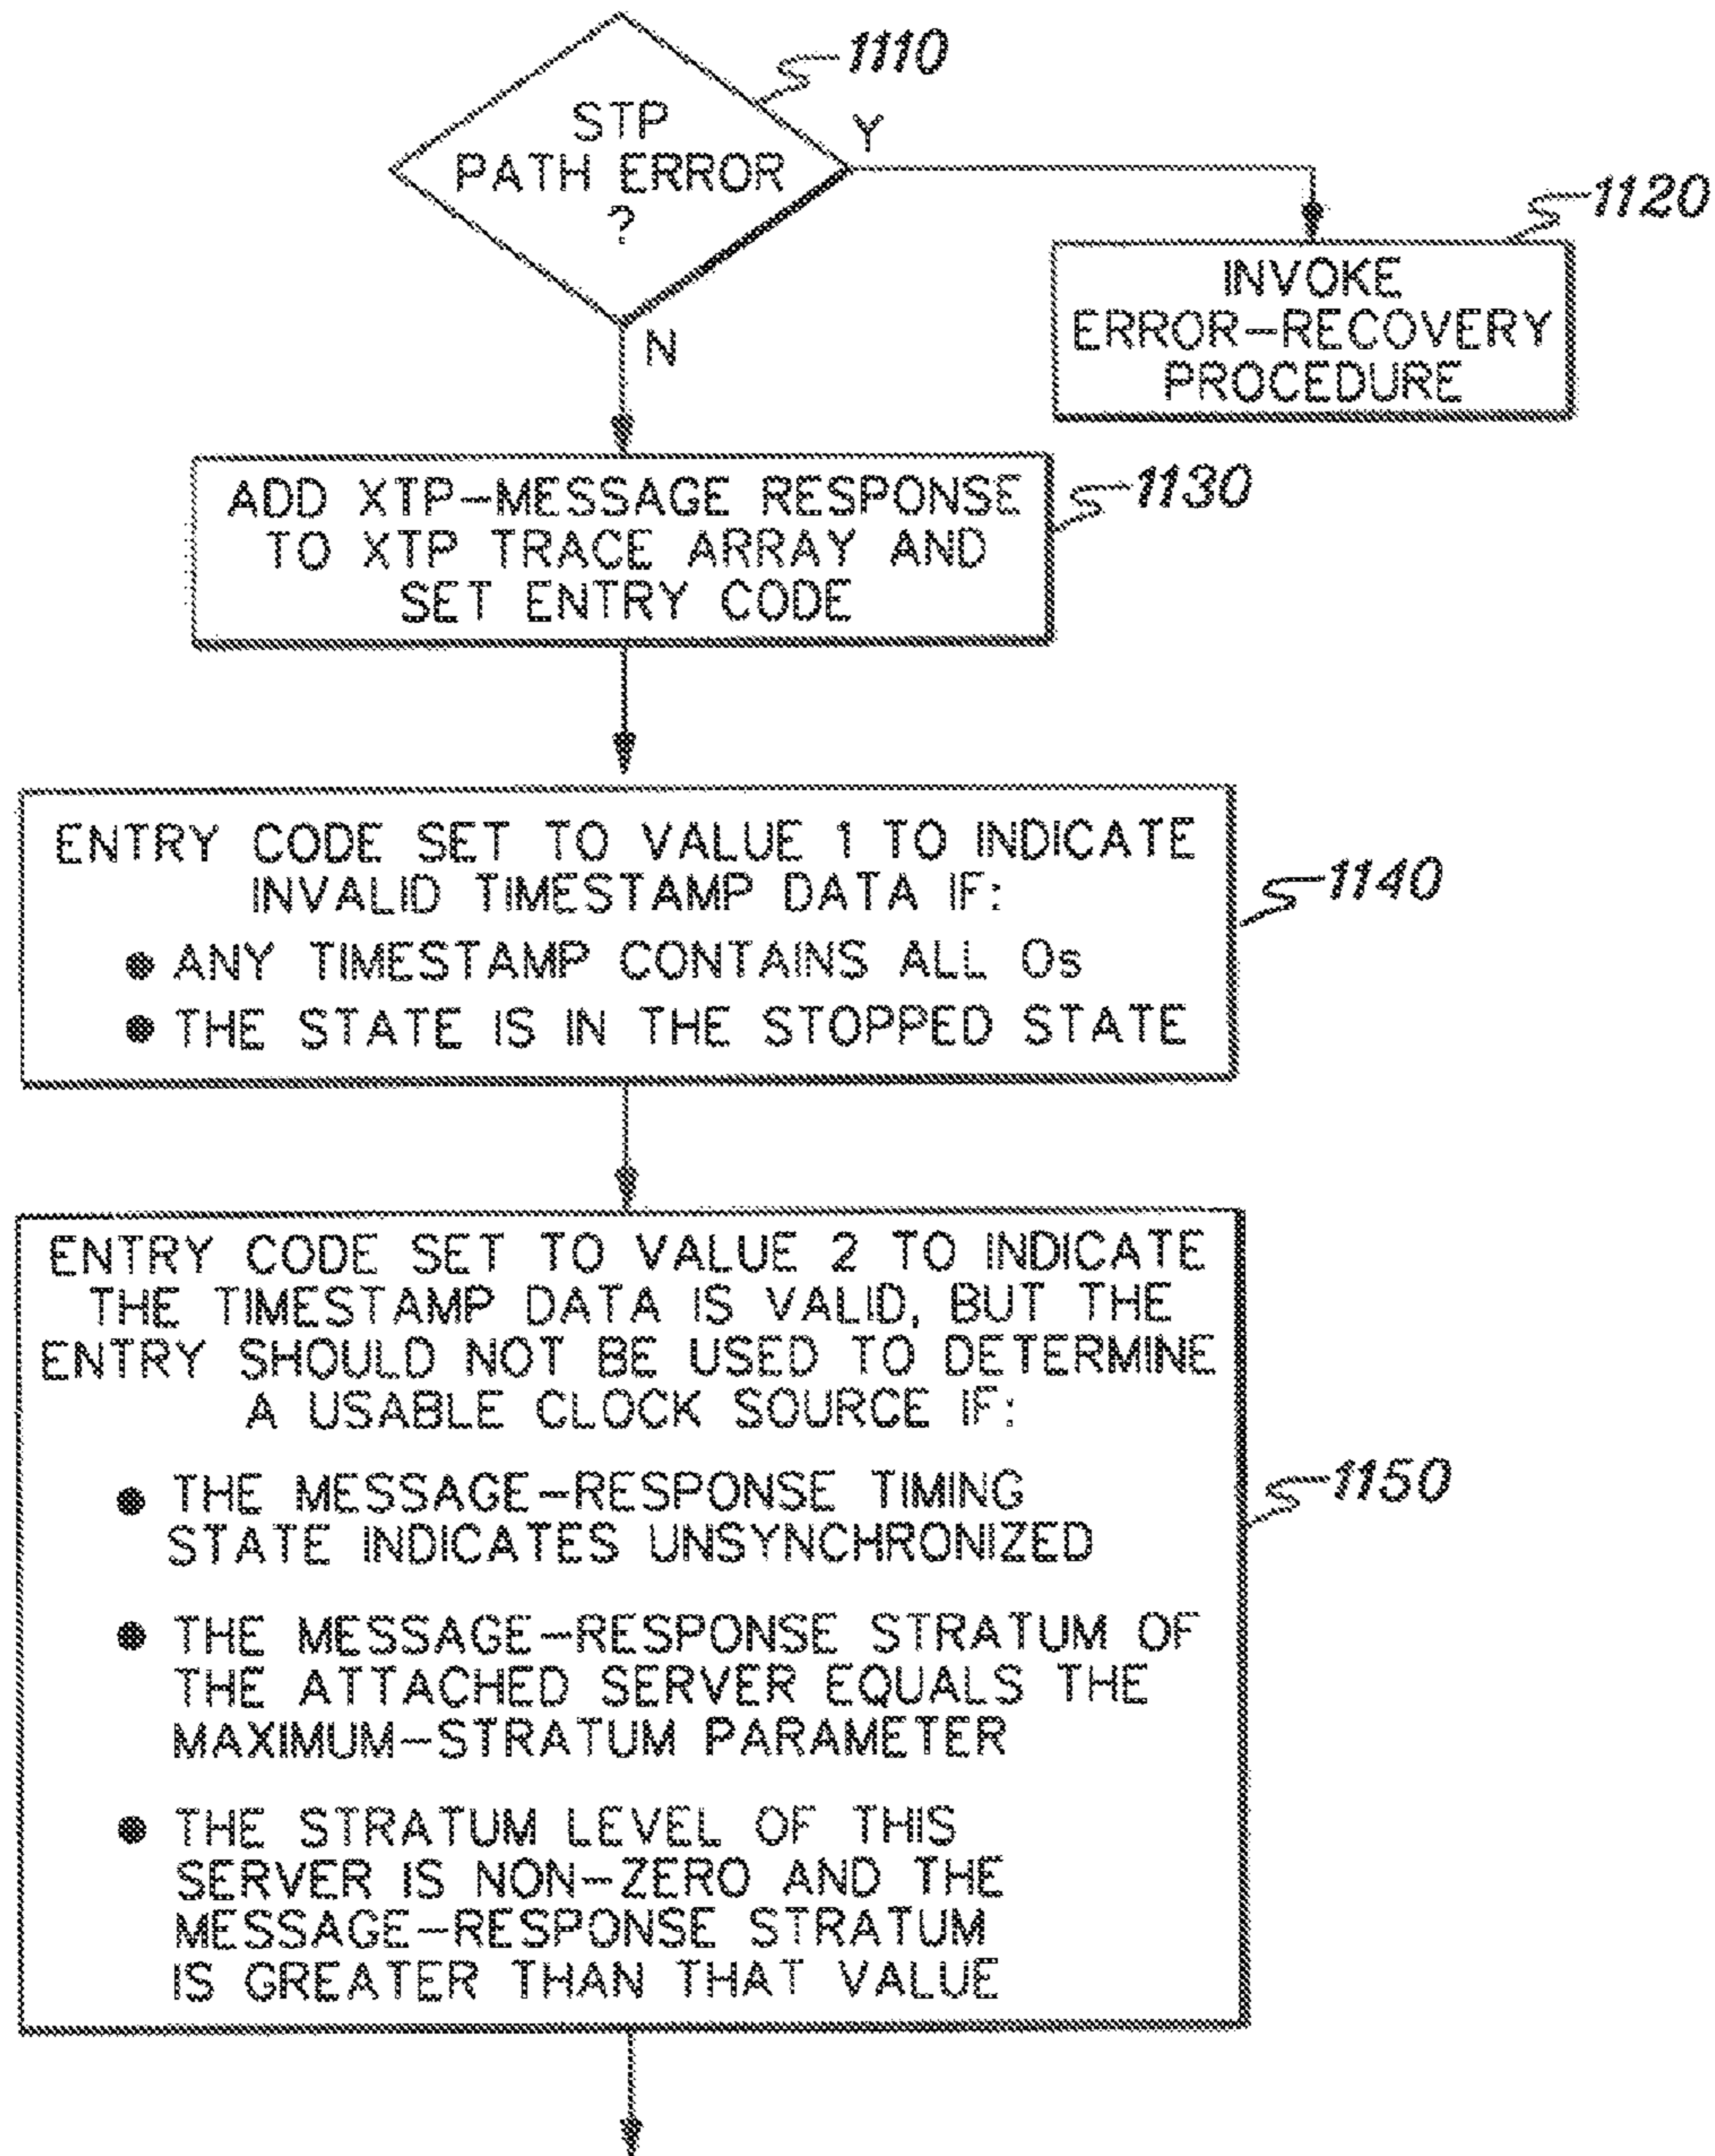 1110
STP
PATH ERROR
?
Y
N
1120
INVOKE
ERROR-RECOVERY
PROCEDURE
ADD XTP-MESSAGE RESPONSE
TO XTP TRACE ARRAY AND
SET ENTRY CODE
1130
ENTRY CODE SET TO VALUE 1 TO INDICATE
INVALID TIMESTAMP DATA IF:
● ANY TIMESTAMP CONTAINS ALL 0s
● THE STATE IS IN THE STOPPED STATE
1140
ENTRY CODE SET TO VALUE 2 TO INDICATE
THE TIMESTAMP DATA IS VALID, BUT THE
ENTRY SHOULD NOT BE USED TO DETERMINE
A USABLE CLOCK SOURCE IF:
● THE MESSAGE-RESPONSE TIMING
STATE INDICATES UNSYNCHRONIZED
● THE MESSAGE-RESPONSE STRATUM OF
THE ATTACHED SERVER EQUALS THE
MAXIMUM-STRATUM PARAMETER
● THE STRATUM LEVEL OF THIS
SERVER IS NON-ZERO AND THE
MESSAGE-RESPONSE STRATUM
IS GREATER THAN THAT VALUE
1150